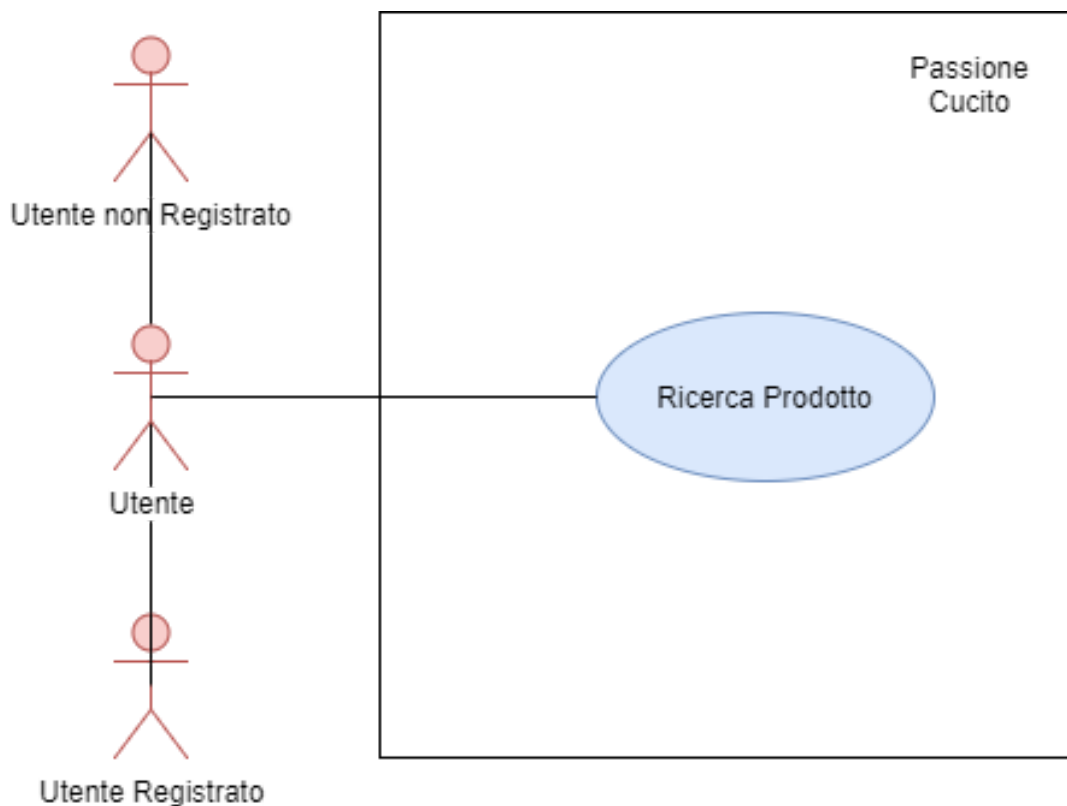 Passione
Cucito
Utente non Registrato
Ricerca Prodotto
Utente
Utente Registrato